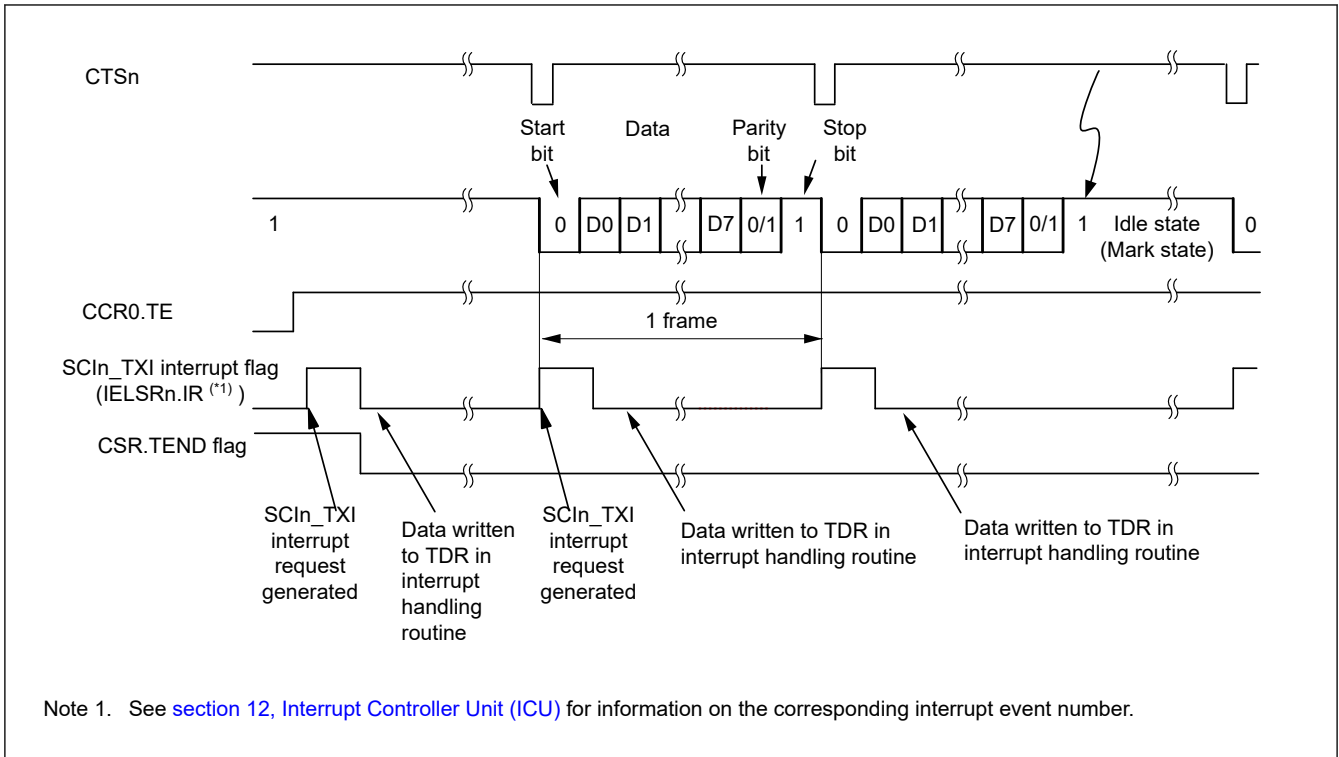 CTSn
Start bit
Data
Parity bit
Stop bit
1
0 D0 D1 D7 0/1 1 0 D0 D1 D7 0/1 1 Idle state (Mark state) 0
CCR0.TE
1 frame
SCIn_TXI interrupt flag
(IELSRn.IR (*1) )
CSR.TEND flag
SCIn_TXI
interrupt
request
generated
Data written
to TDR in
interrupt
handling
routine
SCIn_TXI
interrupt
request
generated
Data written to TDR in
interrupt handling routine
Data written to TDR in
interrupt handling routine
Note 1. See section 12, Interrupt Controller Unit (ICU) for information on the corresponding interrupt event number.